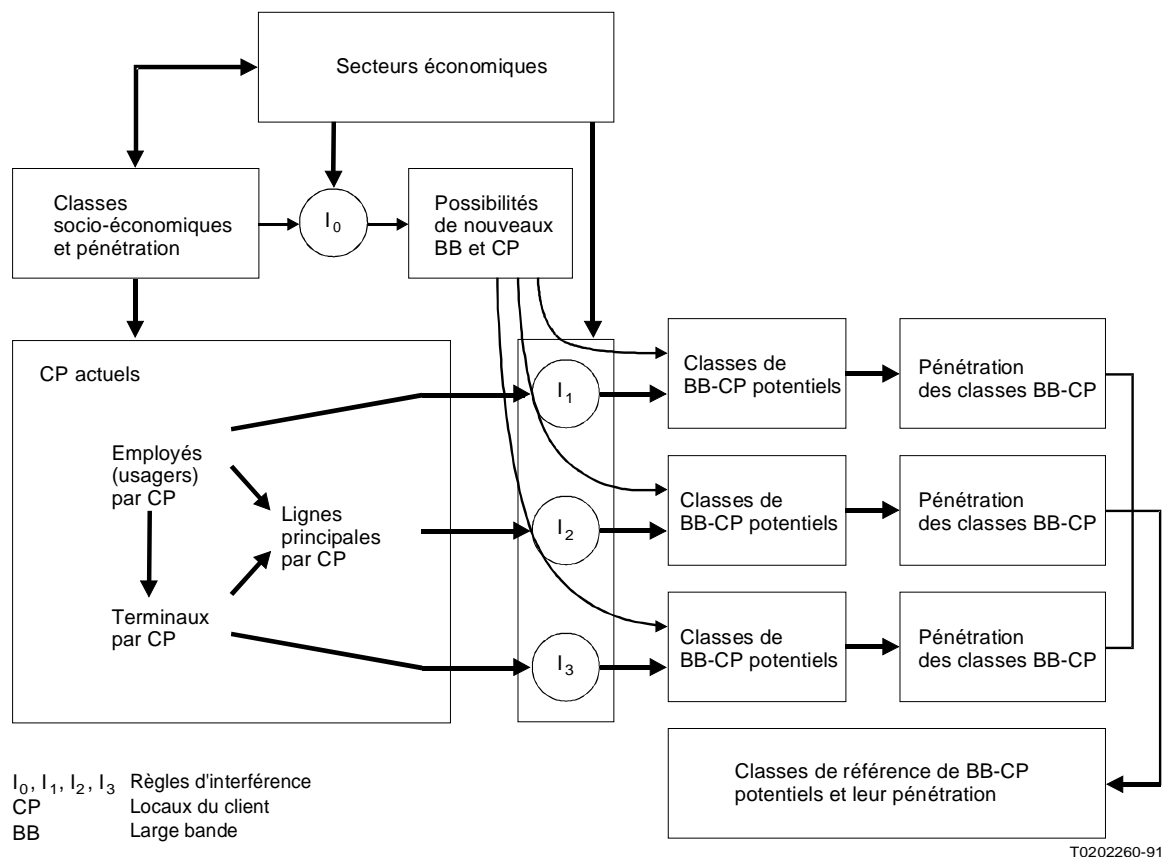 Secteurs économiques
Classes
socio-économiques
et pénétration
I0
Possibilités
de nouveaux
BB et CP
CP actuels
Employés
(usagers)
par CP
Lignes
principales
par CP
Terminaux
par CP
I1
I2
I3
Classes de
BB-CP potentiels
Pénétration
des classes BB-CP
Classes de
BB-CP potentiels
Pénétration
des classes BB-CP
Classes de
BB-CP potentiels
Pénétration
des classes BB-CP
Classes de référence de BB-CP
potentiels et leur pénétration
I0, I1, I2, I3 Règles d'interférence
CP Locaux du client
BB Large bande
T0202260-91